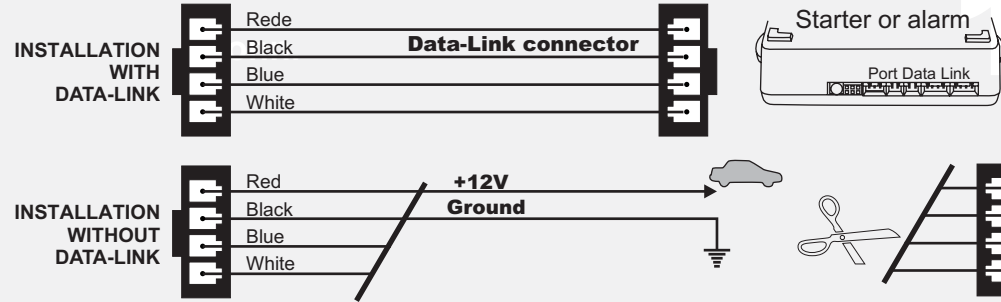 INSTALLATION
WITH
DATA-LINK
Rede
Black
Blue
White
Data-Link connector
Starter or alarm
Port Data Link
INSTALLATION
WITHOUT
DATA-LINK
Red
Black
Blue
White
+12V
Ground